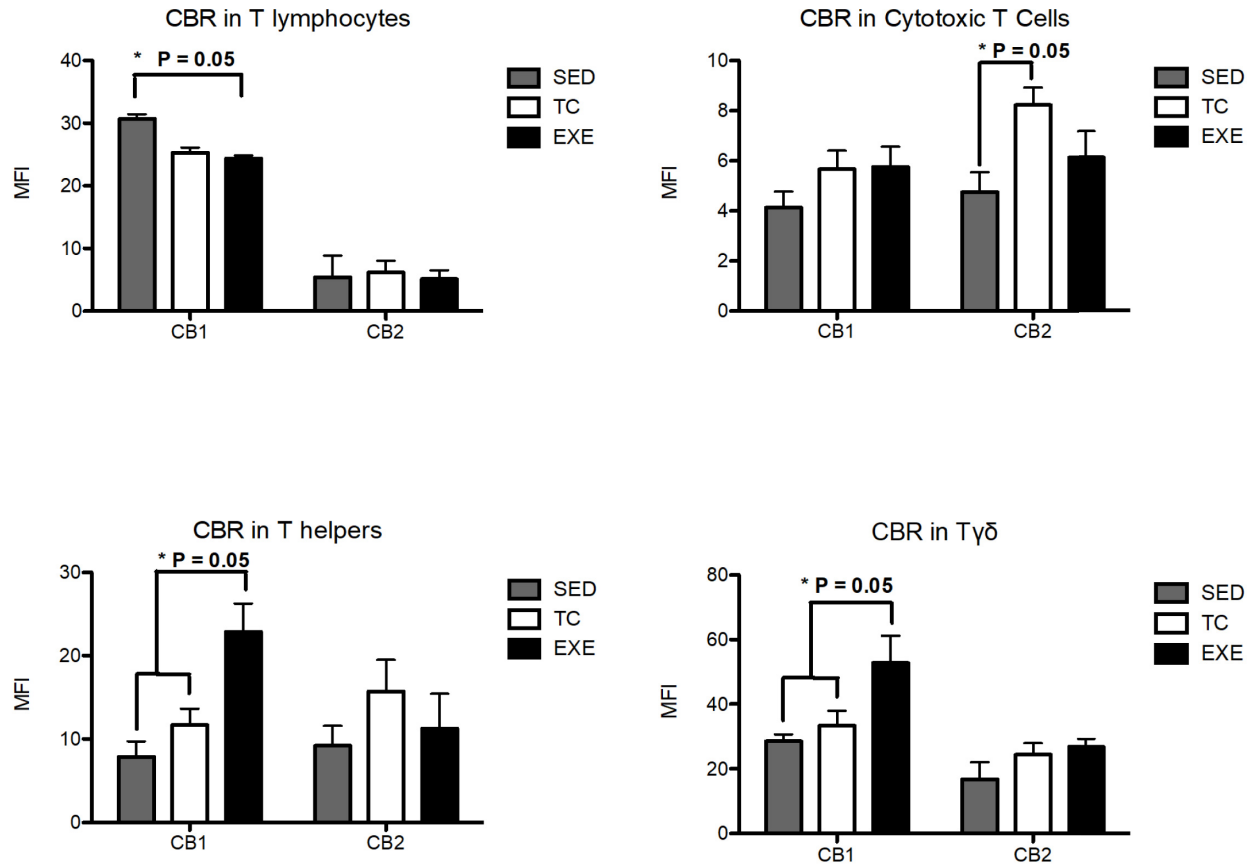 CBR in T lymphocytes
* P = 0.05
40
30
20
10
0
MFI
CB1
CB2
SED
TC
EXE
CBR in Cytotoxic T Cells
* P = 0.05
10
8
6
4
2
0
MFI
CB1
CB2
SED
TC
EXE
CBR in T helpers
* P = 0.05
30
20
10
0
MFI
CB1
CB2
SED
TC
EXE
CBR in Tγδ
* P = 0.05
80
60
40
20
0
MFI
CB1
CB2
SED
TC
EXE